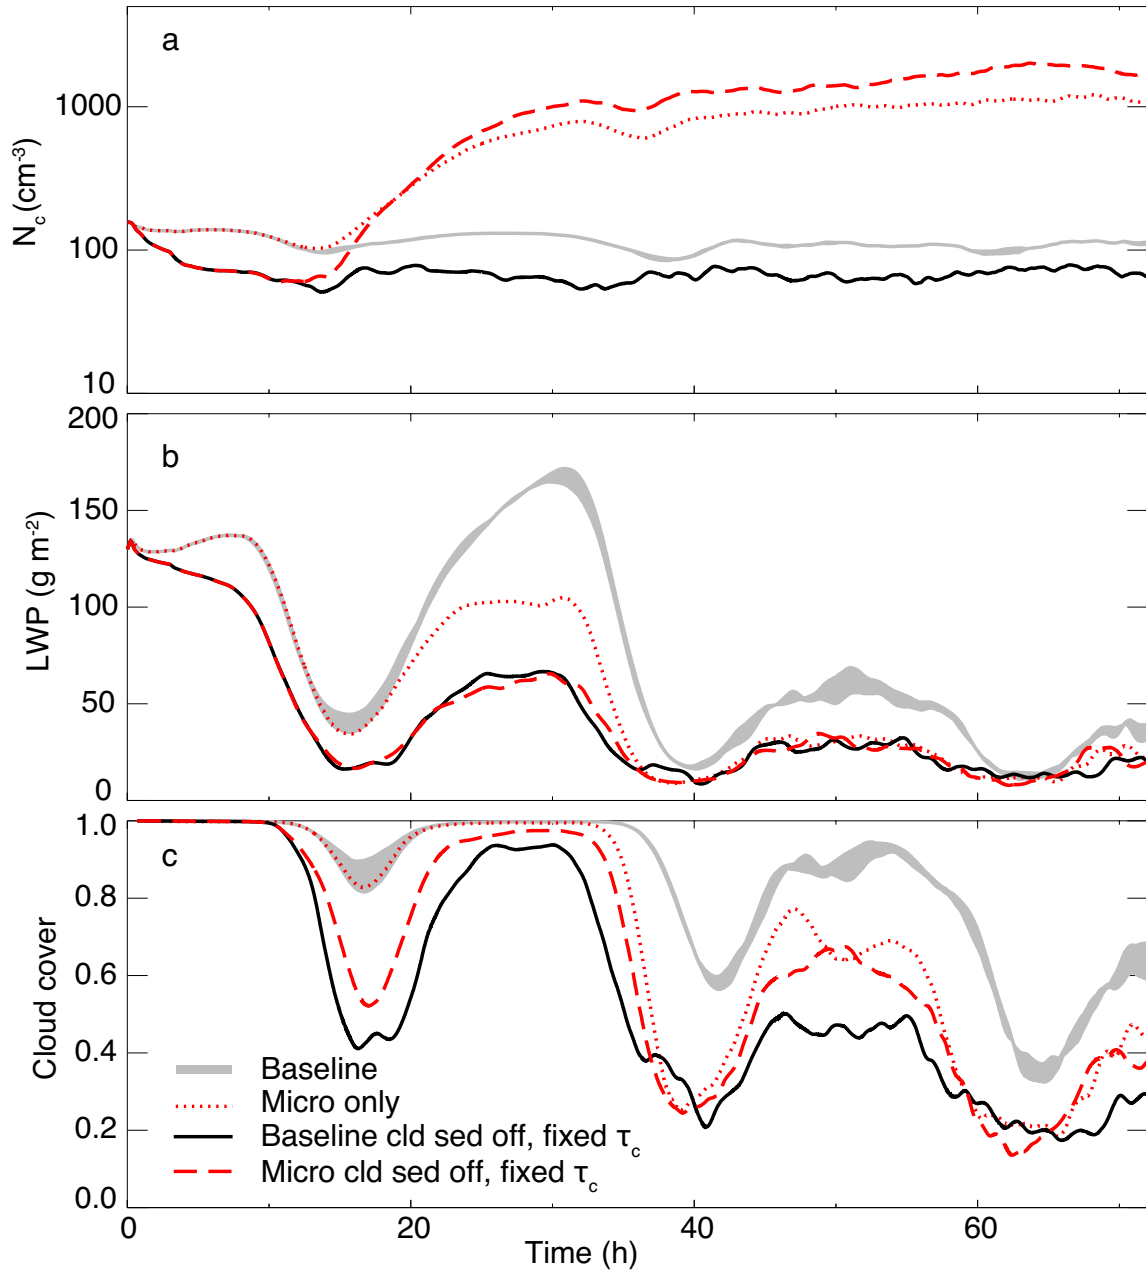 a
1000
100
10
N_c (cm⁻³)
b
200
150
100
50
0
LWP (g m⁻²)
c
1.0
0.8
0.6
0.4
0.2
0.0
Cloud cover
Baseline
Micro only
Baseline cld sed off, fixed τ_c
Micro cld sed off, fixed τ_c
0 20 40 60
Time (h)